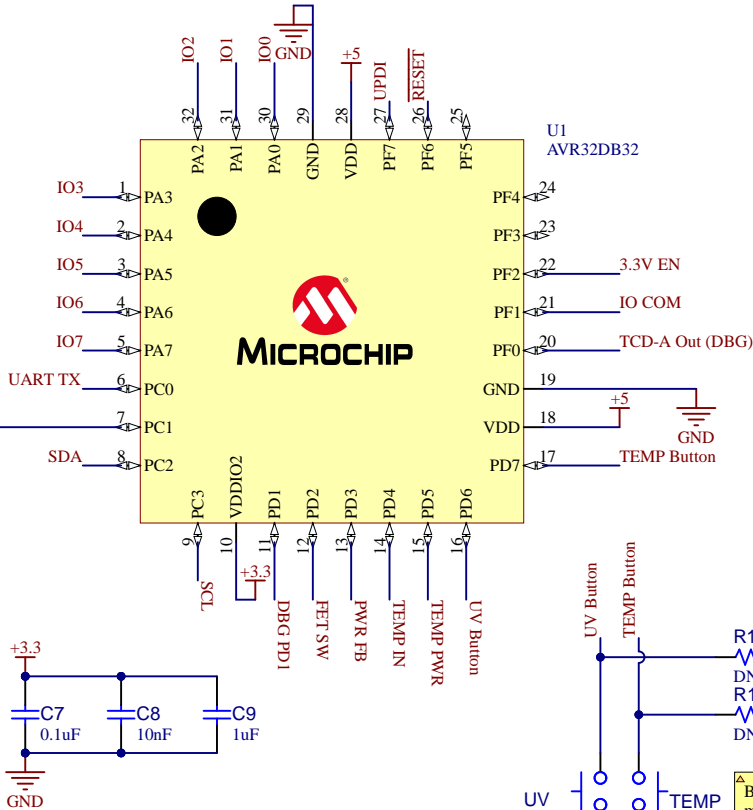 IO2
IO1
IO0
GND
+5
UPDI
RESET
32
31
30
29
28
27
26
25
PA2
PA1
PA0
GND
VDD
PF7
PF6
PF5
U1
AVR32DB32
IO3
1
PA3
PF4
24
IO4
2
PA4
PF3
23
IO5
3
PA5
PF2
22
3.3V EN
IO6
4
PA6
PF1
21
IO COM
IO7
5
PA7
PF0
20
TCD-A Out (DBG)
UART TX
6
PC0
GND
19
7
PC1
VDD
18
+5
GND
SDA
8
PC2
PD7
17
TEMP Button
®
MICROCHIP
PC3
VDDIO2
PD1
PD2
PD3
PD4
PD5
PD6
9
10
11
12
13
14
15
16
SCL
+3.3
DBG PD1
FET SW
PWR FB
TEMP IN
TEMP PWR
UV Button
+3.3
C7
0.1uF
C8
10nF
C9
1uF
GND
UV Button
TEMP Button
R1
DN
R1
DN
UV
TEMP
B